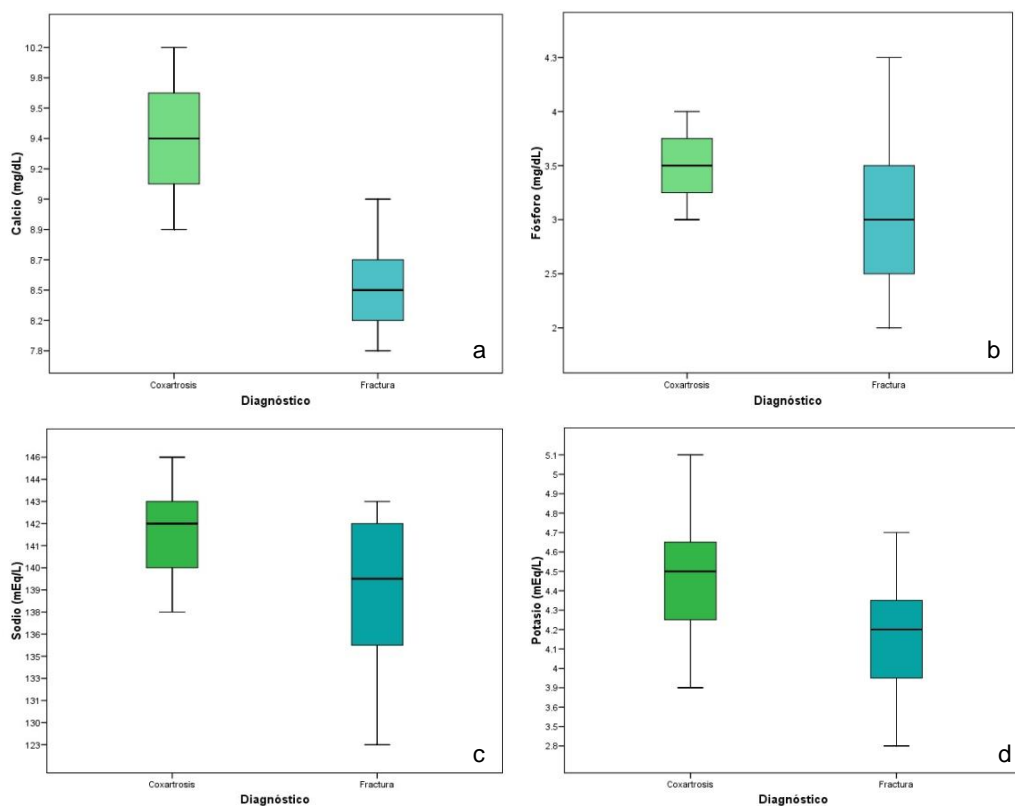 Calcio (mg/dL)
10.2
9.8
9.5
9.4
9.2
9
8.9
8.7
8.5
8.2
7.8
Coxartrosis
Fractura
Diagnóstico
a
Fósforo (mg/dL)
4.3
4
3.5
3
2.5
2
Coxartrosis
Fractura
Diagnóstico
b
Sodio (mEq/L)
146
144
143
142
141
140
139
138
136
135
133
131
130
123
Coxartrosis
Fractura
Diagnóstico
c
Potasio (mEq/L)
5.1
5
4.9
4.8
4.7
4.6
4.5
4.4
4.3
4.2
4.1
4
3.9
3.6
3.5
2.8
Coxartrosis
Fractura
Diagnóstico
d